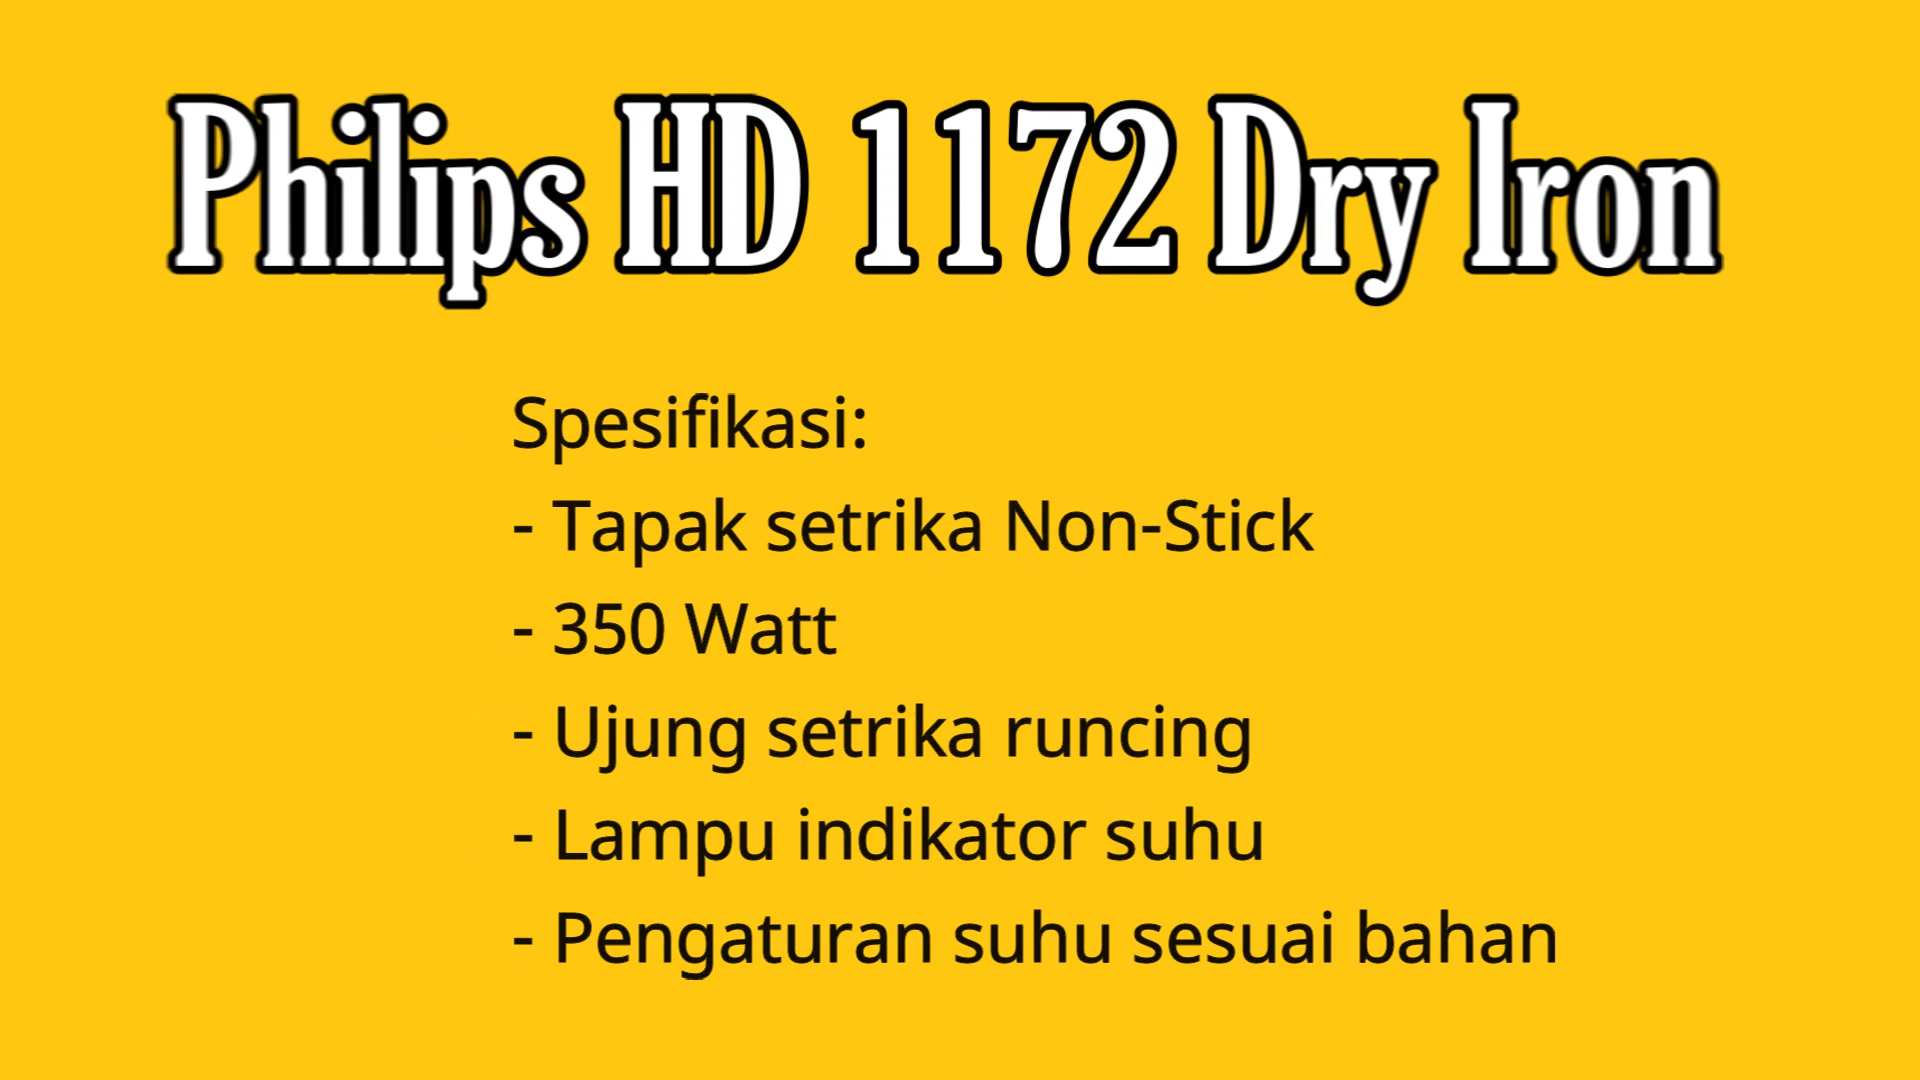 Philips HD 1172 Dry Iron
Spesifikasi:
- Tapak setrika Non-Stick
- 350 Watt
- Ujung setrika runcing
- Lampu indikator suhu
- Pengaturan suhu sesuai bahan